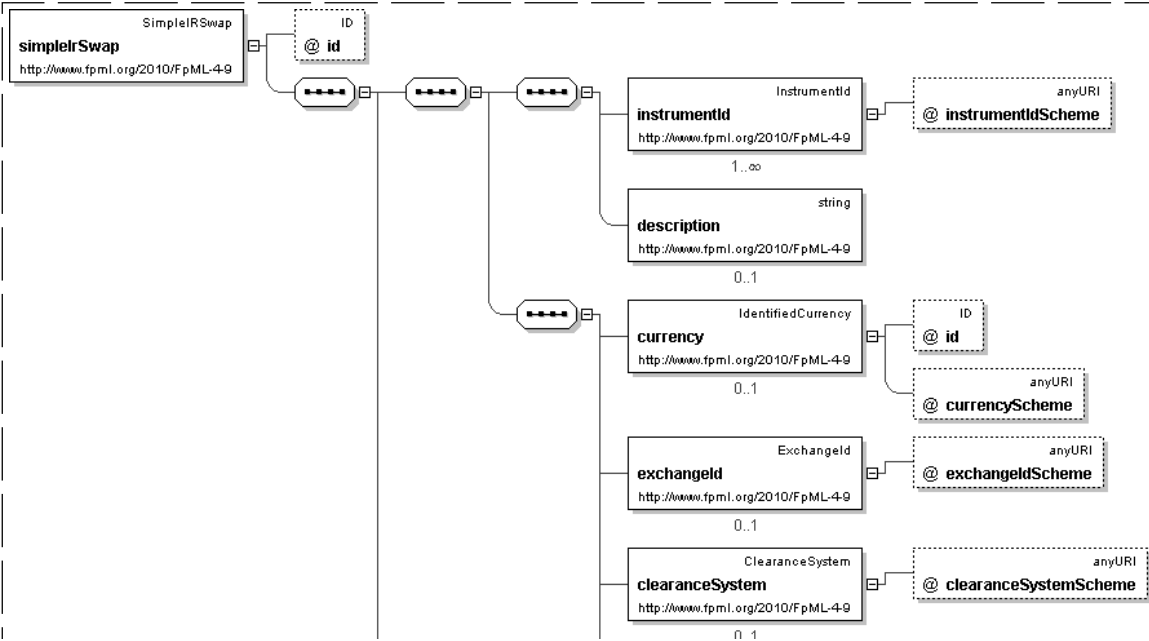 SimpleIRSwap
simpleIrSwap
http://www.fpml.org/2010/FpML-4-9
ID
@ id
InstrumentId
instrumentId
http://www.fpml.org/2010/FpML-4-9
1..∞
anyURI
@ instrumentIdScheme
string
description
http://www.fpml.org/2010/FpML-4-9
0..1
IdentifiedCurrency
currency
http://www.fpml.org/2010/FpML-4-9
0..1
ID
@ id
anyURI
@ currencyScheme
ExchangeId
exchangeId
http://www.fpml.org/2010/FpML-4-9
0..1
anyURI
@ exchangeIdScheme
ClearanceSystem
clearanceSystem
http://www.fpml.org/2010/FpML-4-9
0..1
anyURI
@ clearanceSystemScheme